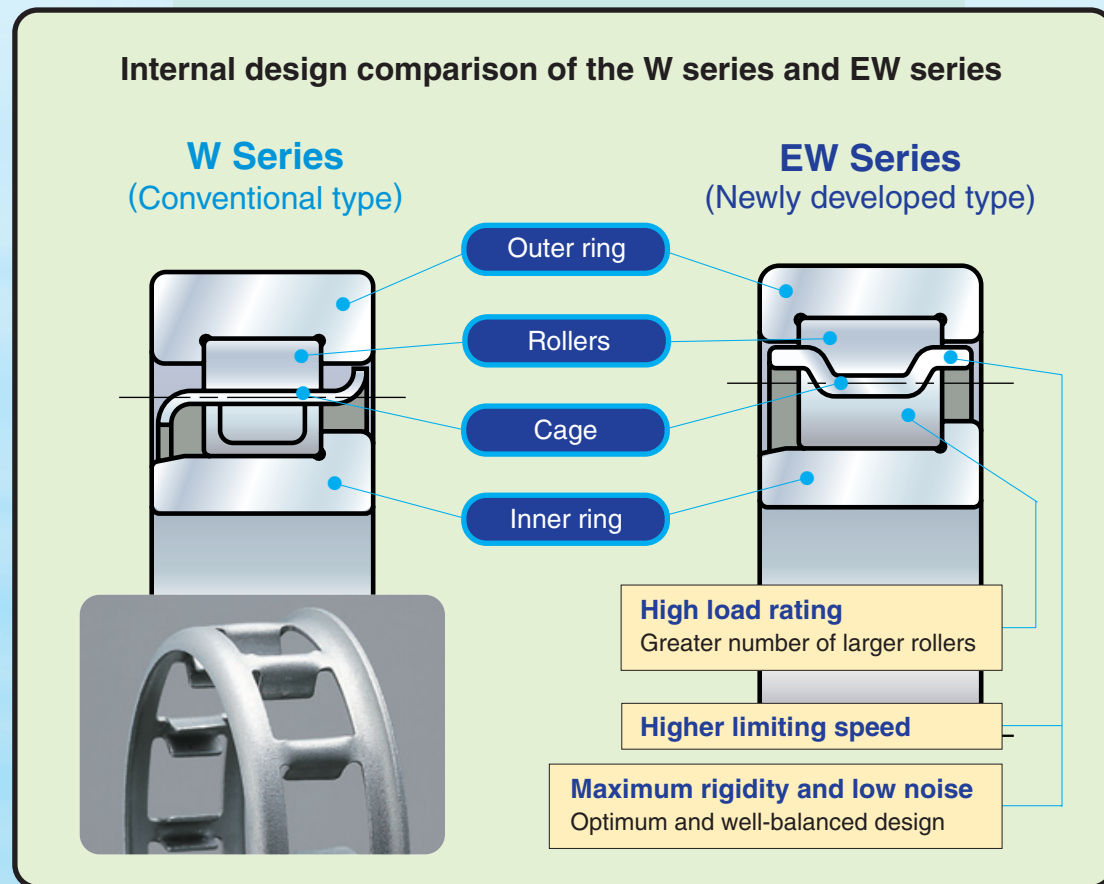 Internal design comparison of the W series and EW series
W Series
(Conventional type)
EW Series
(Newly developed type)
Outer ring
Rollers
Cage
Inner ring
High load rating
Greater number of larger rollers
Higher limiting speed
Maximum rigidity and low noise
Optimum and well-balanced design